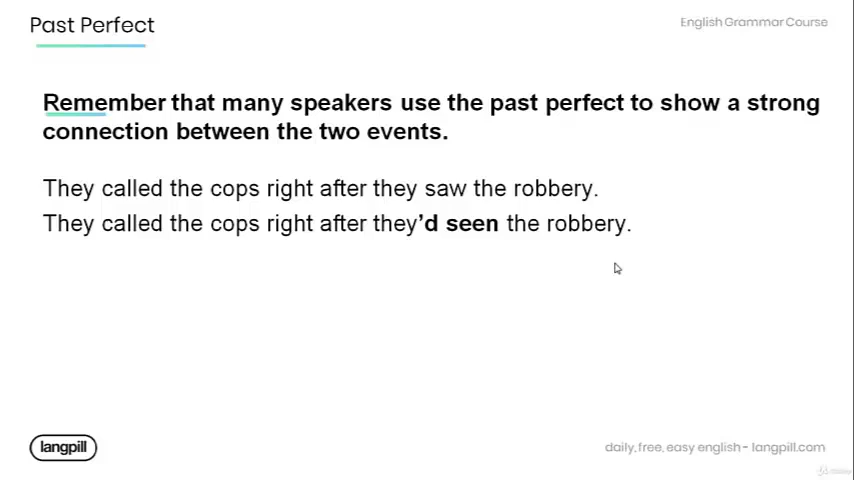 Past Perfect
English Grammar Course
Remember that many speakers use the past perfect to show a strong
connection between the two events.
They called the cops right after they saw the robbery.
They called the cops right after they’d seen the robbery.
langpill
daily, free, easy english - langpill.com